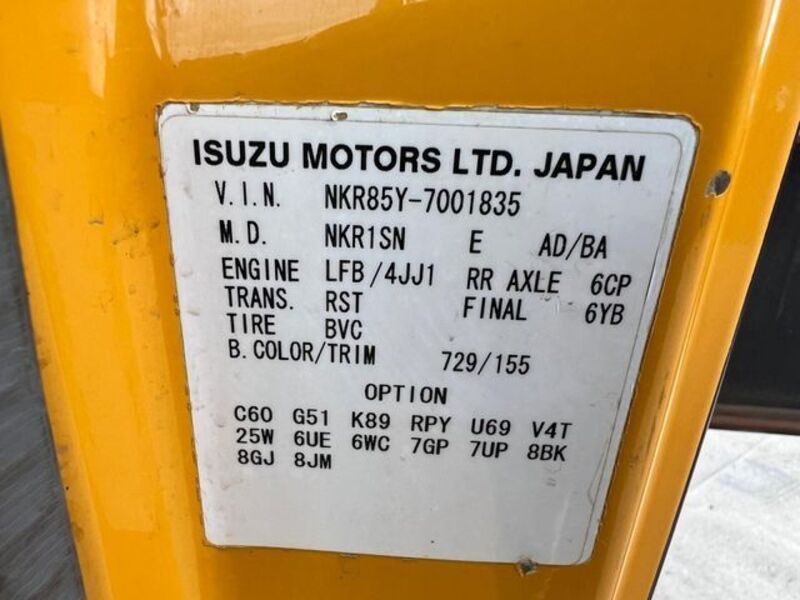 ISUZU MOTORS LTD. JAPAN
V.I.N. NKR85Y-7001835
M.D. NKR1SN E AD/BA
ENGINE LFB/4JJ1 RR AXLE 6CP
TRANS. RST FINAL 6YB
TIRE BVC
B.COLOR/TRIM 729/155
OPTION
C60 G51 K89 RPY U69 V4T
25W 6UE 6WC 7GP 7UP 8BK
8GJ 8JM